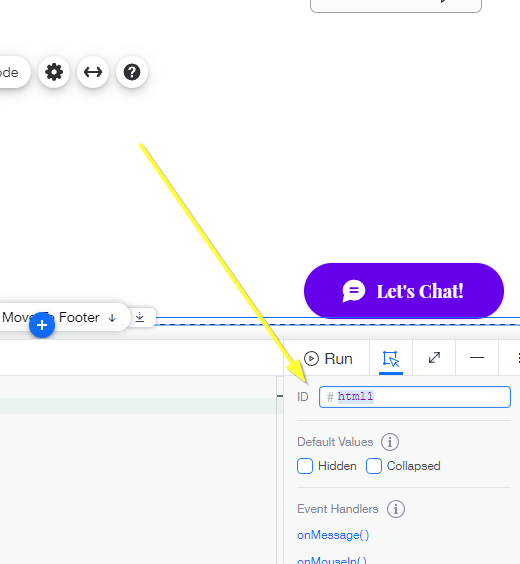 ode
Let's Chat!
Move To Footer
Run
ID
# html1
Default Values
Hidden
Collapsed
Event Handlers
onMessage()
onMouseIn()